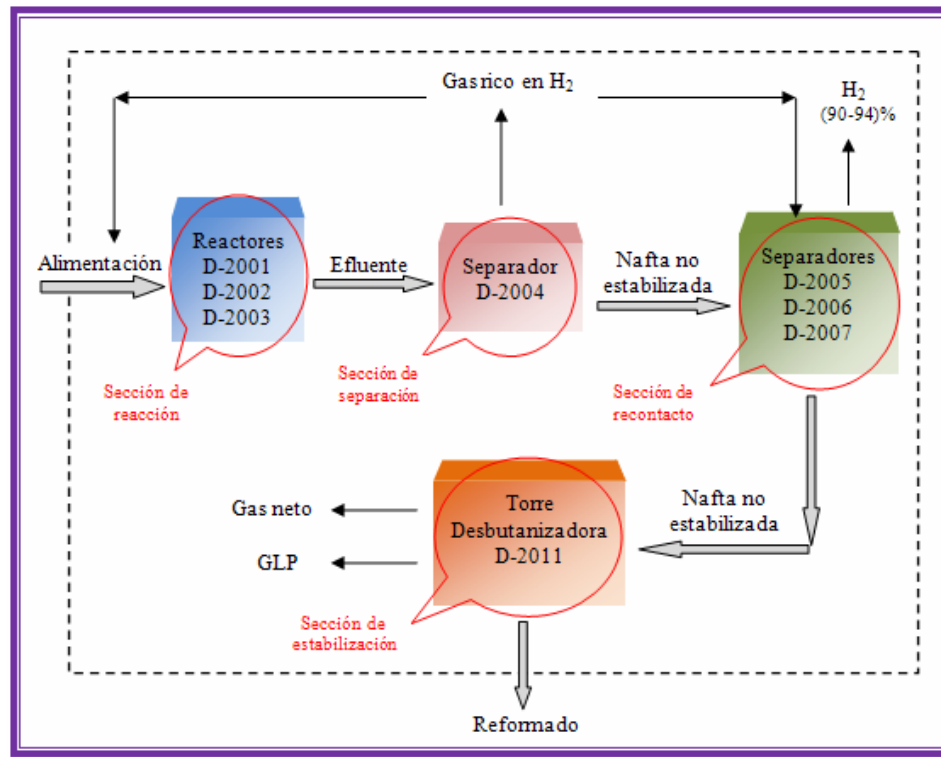 Gas rico en H2
H2
(90-94)%
Alimentación
Reactores
D-2001
D-2002
D-2003
Efluente
Separador
D-2004
Nafta no
estabilizada
Separadores
D-2005
D-2006
D-2007
Sección de
reacción
Sección de
separación
Sección de
recontacto
Gas neto
GLP
Torre
Desbutanizadora
D-2011
Nafta no
estabilizada
Sección de
estabilización
Reformado